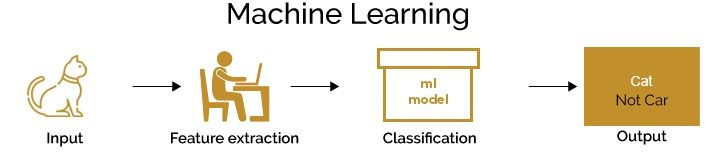 Machine Learning
ml
model
Cat
Not Car
Input
Feature extraction
Classification
Output